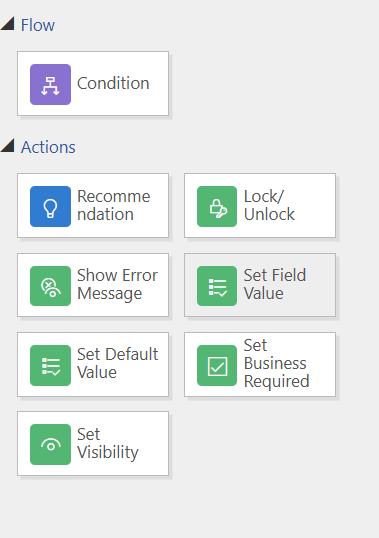 Flow
Condition
Actions
Recomme
ndation
Lock/
Unlock
Show Error
Message
Set Field
Value
Set Default
Value
Set
Business
Required
Set
Visibility